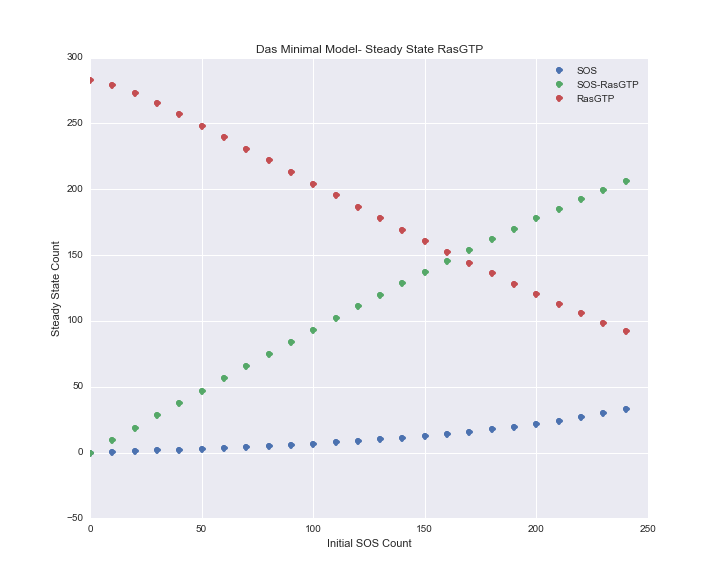 Das Minimal Model- Steady State RasGTP
SOS
SOS-RasGTP
RasGTP
Steady State Count
300
250
200
150
100
50
0
−50
0 50 100 150 200 250
Initial SOS Count